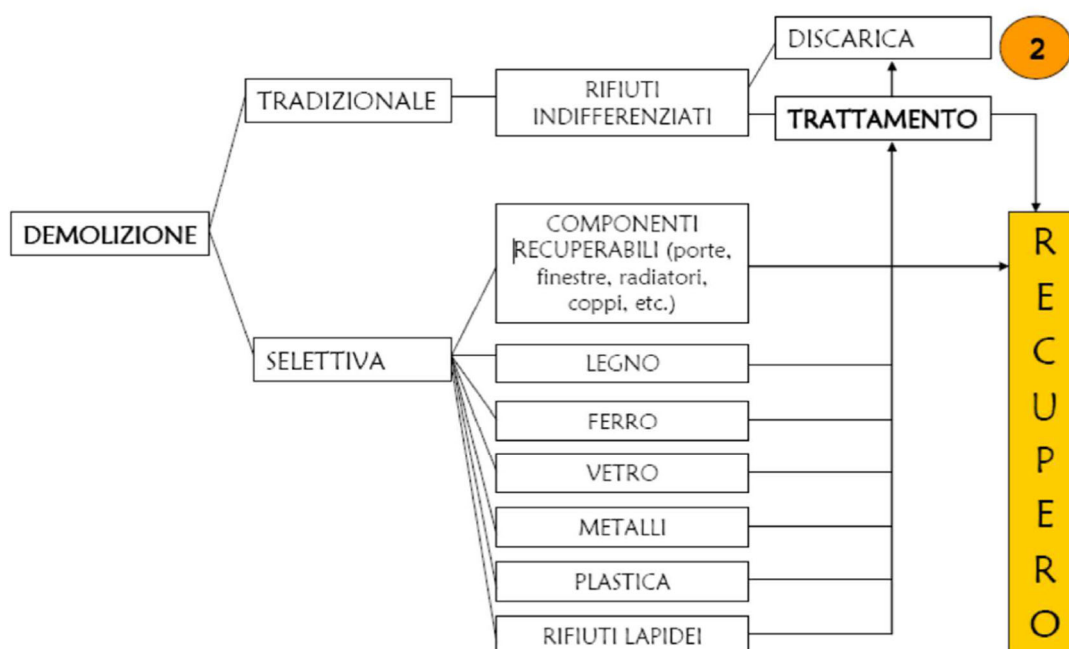 DISCARICA
2
TRADIZIONALE
RIFIUTI
INDIFFERENZIATI
TRATTAMENTO
DEMOLIZIONE
COMPONENTI
RECUPERABILI (porte,
finestre, radiatori,
coppi, etc.)
SELETTIVA
LEGNO
FERRO
VETRO
METALLI
PLASTICA
RIFIUTI LAPIDEI
R
E
C
U
P
E
R
O